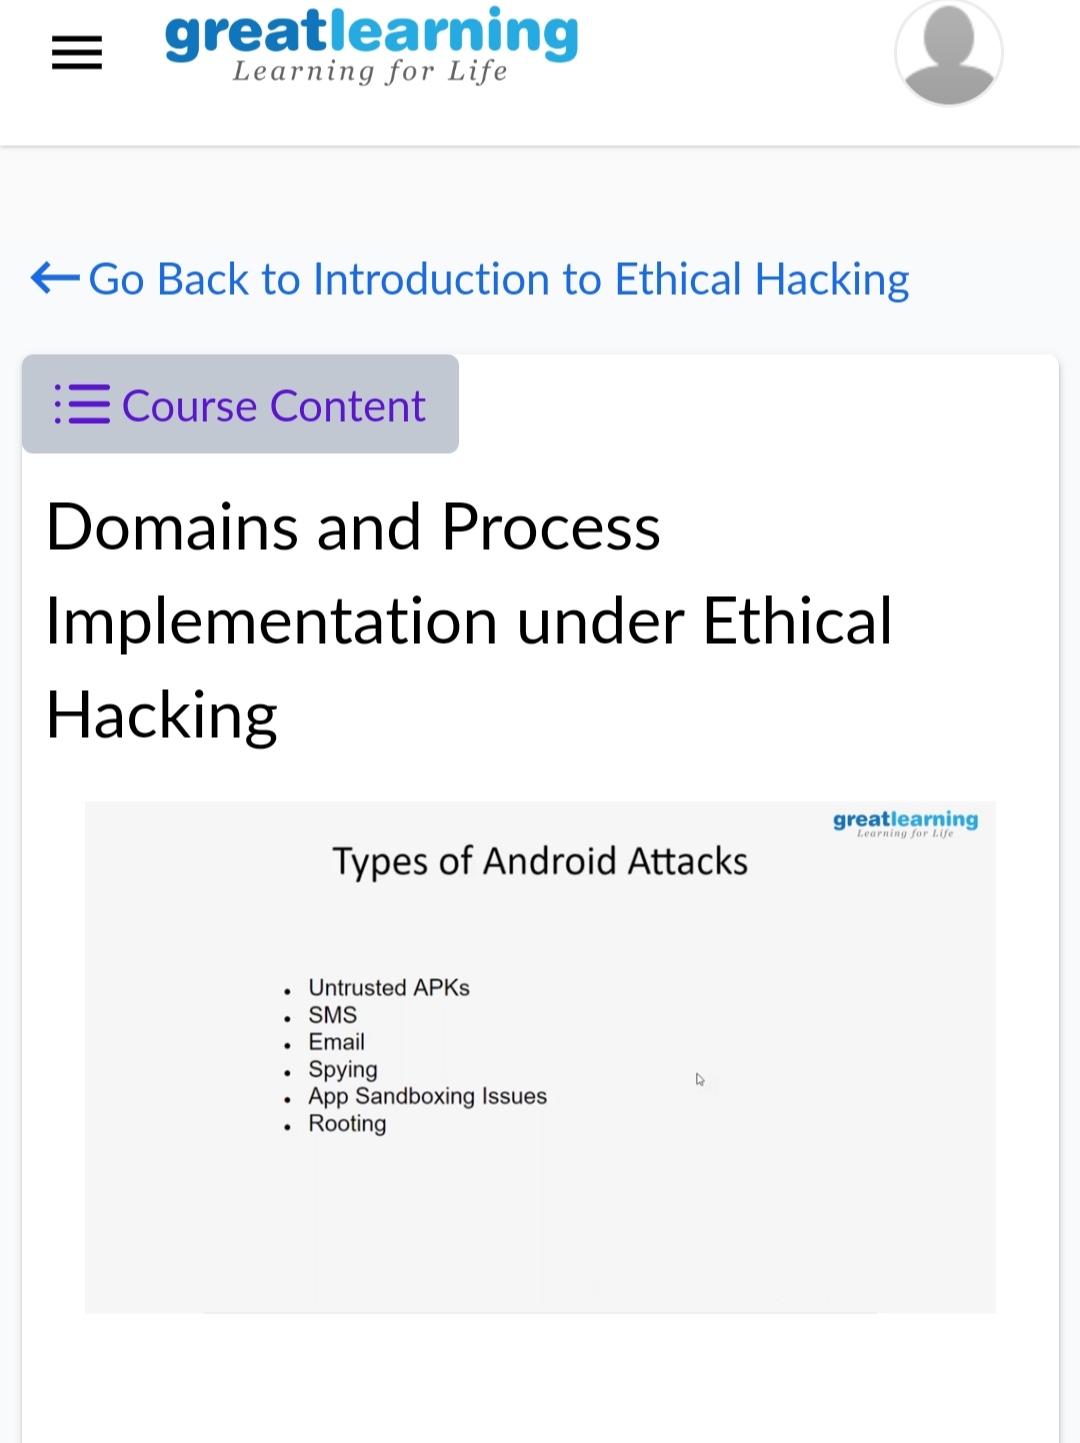 greatlearning
Learning for Life
Go Back to Introduction to Ethical Hacking
Course Content
Domains and Process
Implementation under Ethical
Hacking
greatlearning
Learning for Life
Types of Android Attacks
• Untrusted APKs
• SMS
• Email
• Spying
• App Sandboxing Issues
• Rooting